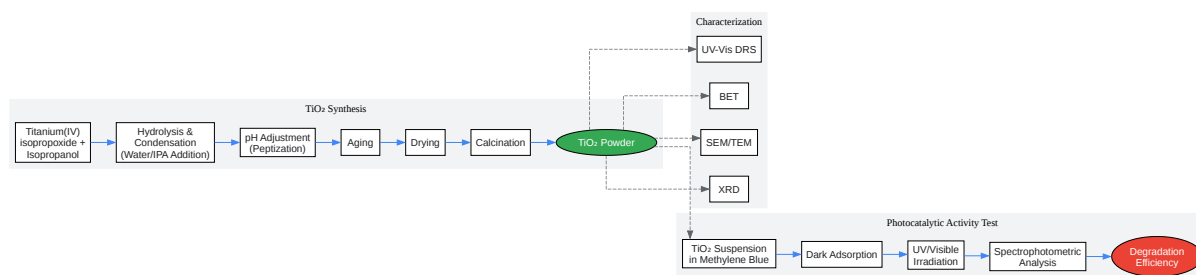 Characterization
UV-Vis DRS
BET
SEM/TEM
XRD
TiO₂ Synthesis
Titanium(IV)
isopropoxide +
Isopropanol
Hydrolysis &
Condensation
(Water/IPA Addition)
pH Adjustment
(Peptization)
Aging
Drying
Calcination
TiO₂ Powder
Photocatalytic Activity Test
TiO₂ Suspension
in Methylene Blue
Dark Adsorption
UV/Visible
Irradiation
Spectrophotometric
Analysis
Degradation
Efficiency